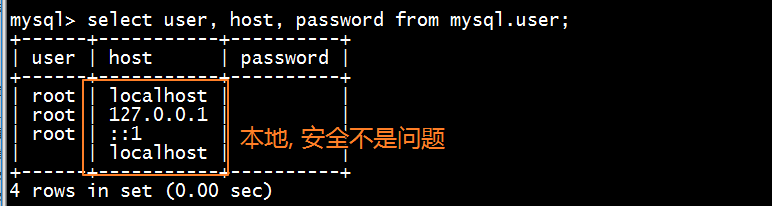 mysql> select user, host, password from mysql.user;
+------+-----------+----------+
| user | host      | password |
+------+-----------+----------+
| root | localhost |          |
| root | 127.0.0.1 |          |
| root | ::1       |          |
|      | localhost |          |
+------+-----------+----------+
本地, 安全不是问题
4 rows in set (0.00 sec)